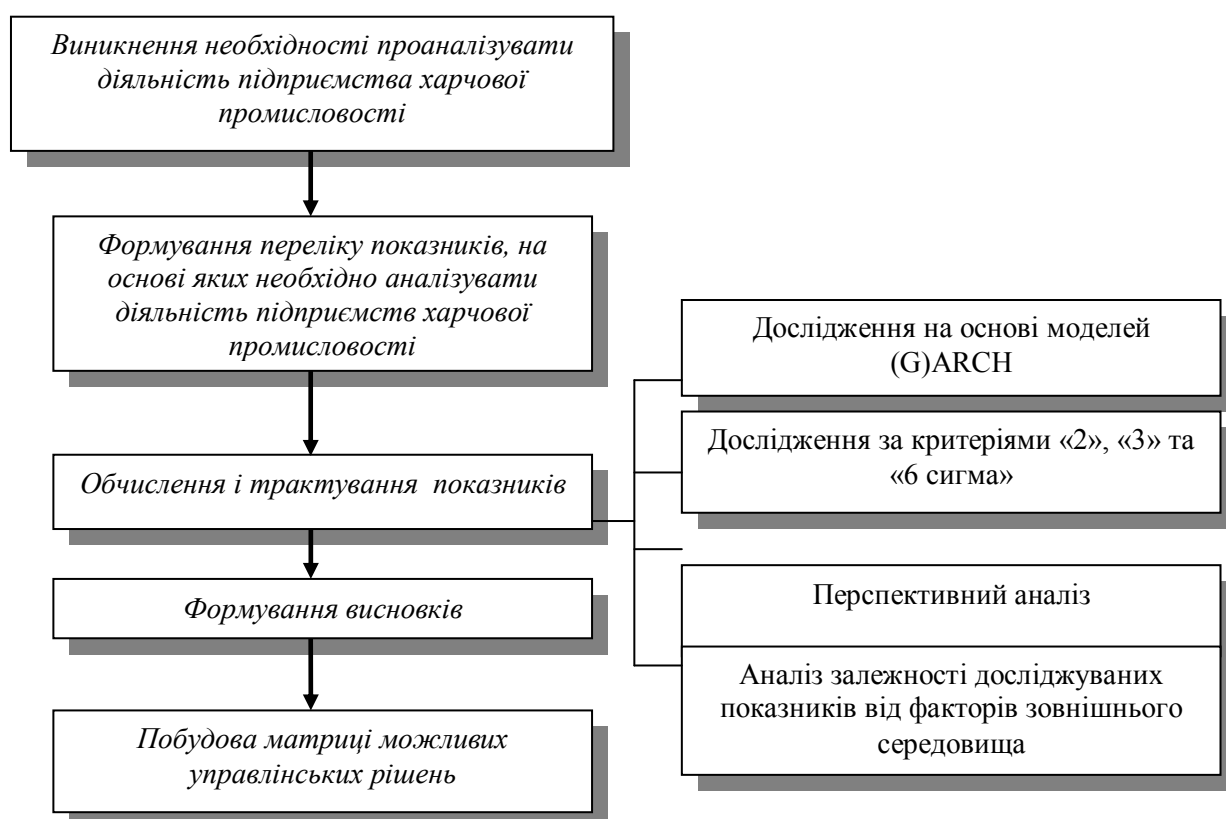 Виникнення необхідності проаналізувати
діяльність підприємства харчової
промисловості
Формування переліку показників, на
основі яких необхідно аналізувати
діяльність підприємств харчової
промисловості
Обчислення і трактування показників
Формування висновків
Побудова матриці можливих
управлінських рішень
Дослідження на основі моделей
(G)ARCH
Дослідження за критеріями «2», «3» та
«6 сигма»
Перспективний аналіз
Аналіз залежності досліджуваних
показників від факторів зовнішнього
середовища